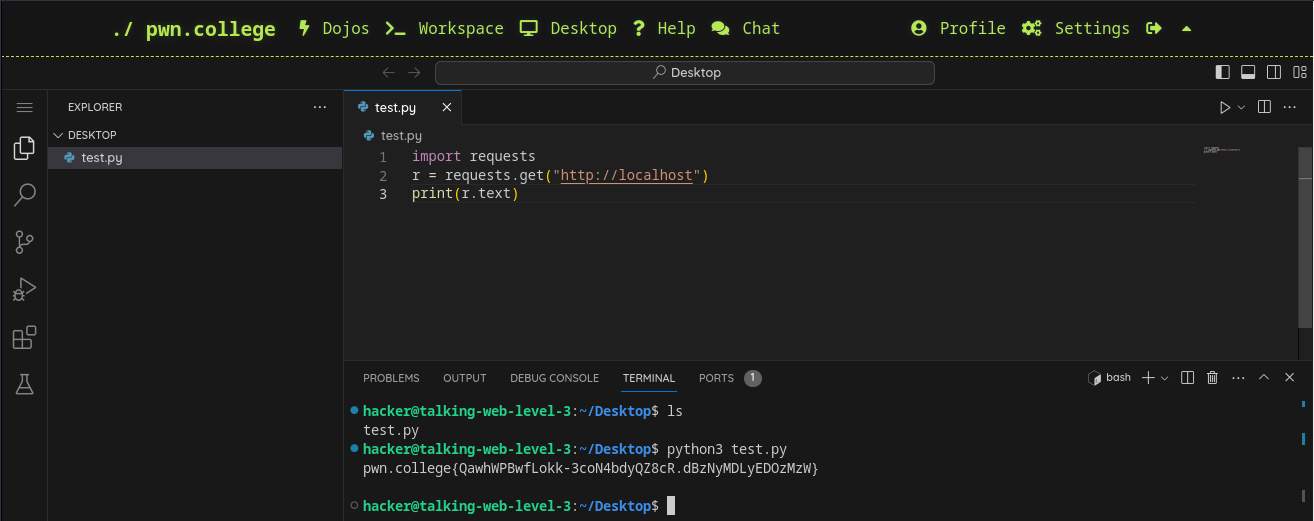 ./ pwn.college Dojos Workspace Desktop Help Chat Profile Settings
Desktop
EXPLORER
test.py
DESKTOP
test.py
test.py
1 import requests
2 r = requests.get("http://localhost")
3 print(r.text)
PROBLEMS OUTPUT DEBUG CONSOLE TERMINAL PORTS 1 bash
hacker@talking-web-level-3:~/Desktop$ ls
test.py
hacker@talking-web-level-3:~/Desktop$ python3 test.py
pwn.college{QawhWPBwfLokk-3coN4bdyQZ8cR.dBzNyMDLyEDOzMzW}
hacker@talking-web-level-3:~/Desktop$